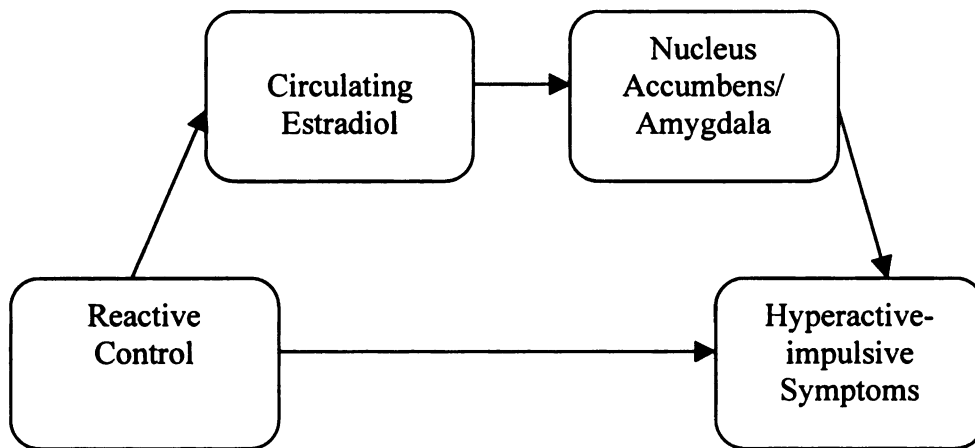 Circulating
Estradiol
Nucleus
Accumbens/
Amygdala
Reactive
Control
Hyperactive-
impulsive
Symptoms